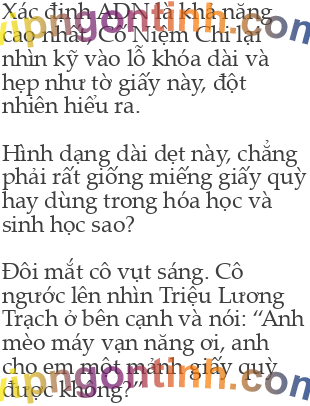 Xác định ADN là khả năng
cao nhất, Cố Niệm Chi lại
nhìn kỹ vào lỗ khóa dài và
hẹp như tờ giấy này, đột
nhiên hiểu ra.
Hình dạng dài dẹt này, chẳng
phải rất giống miếng giấy quỳ
hay dùng trong hóa học và
sinh học sao?
Đôi mắt cô vụt sáng. Cô
ngước lên nhìn Triệu Lương
Trạch ở bên cạnh và nói: “Anh
mèo máy vạn năng ơi, anh
cho em một mảnh giấy quỳ
được không?”
vipngontinh.com
vipngontinh.com